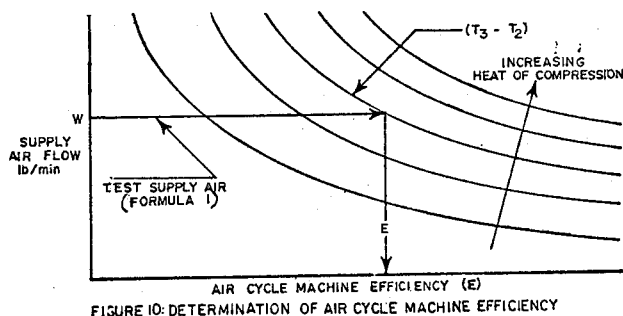 (T3 - T2)
INCREASING
HEAT OF COMPRESSION
W
SUPPLY
AIR FLOW
lb/min
TEST SUPPLY AIR
(FORMULA 1)
E
AIR CYCLE MACHINE EFFICIENCY (E)
FIGURE 10: DETERMINATION OF AIR CYCLE MACHINE EFFICIENCY